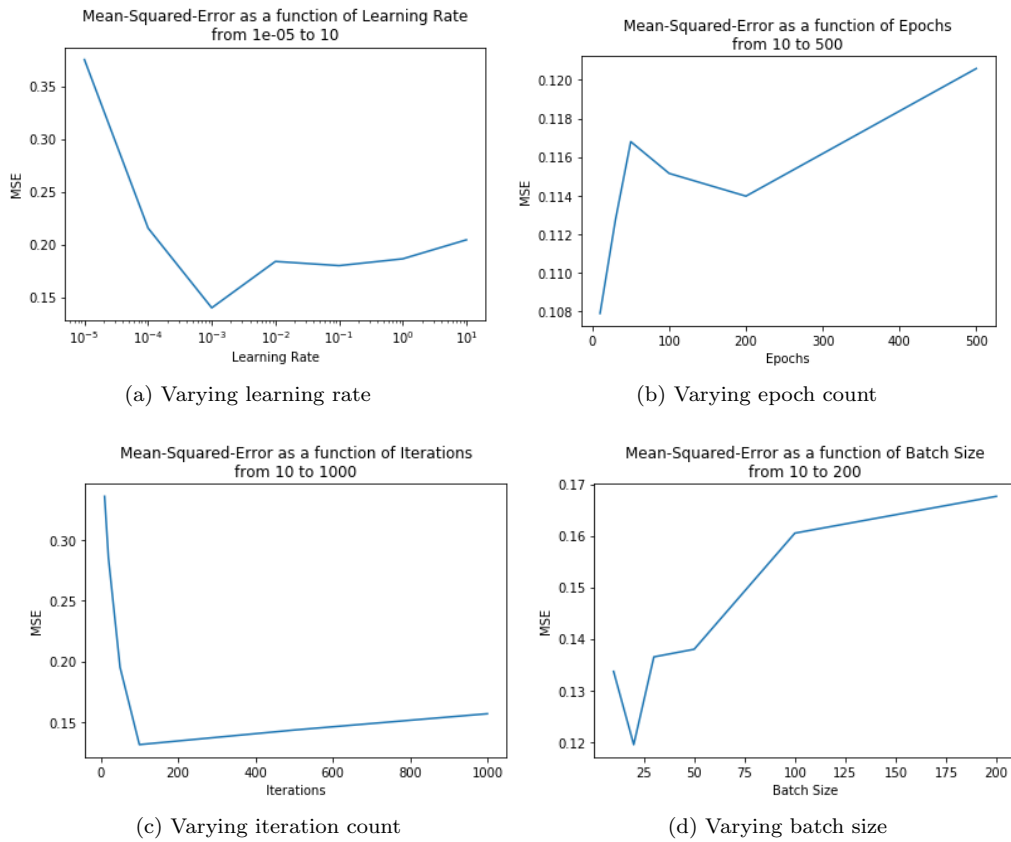 Mean-Squared-Error as a function of Learning Rate
from 1e-05 to 10
0.35
0.30
0.25
0.20
0.15
MSE
10⁻⁵ 10⁻⁴ 10⁻³ 10⁻² 10⁻¹ 10⁰ 10¹
Learning Rate
(a) Varying learning rate
Mean-Squared-Error as a function of Epochs
from 10 to 500
0.120
0.118
0.116
0.114
0.112
0.110
0.108
MSE
0 100 200 300 400 500
Epochs
(b) Varying epoch count
Mean-Squared-Error as a function of Iterations
from 10 to 1000
0.30
0.25
0.20
0.15
MSE
0 200 400 600 800 1000
Iterations
(c) Varying iteration count
Mean-Squared-Error as a function of Batch Size
from 10 to 200
0.17
0.16
0.15
0.14
0.13
0.12
MSE
25 50 75 100 125 150 175 200
Batch Size
(d) Varying batch size